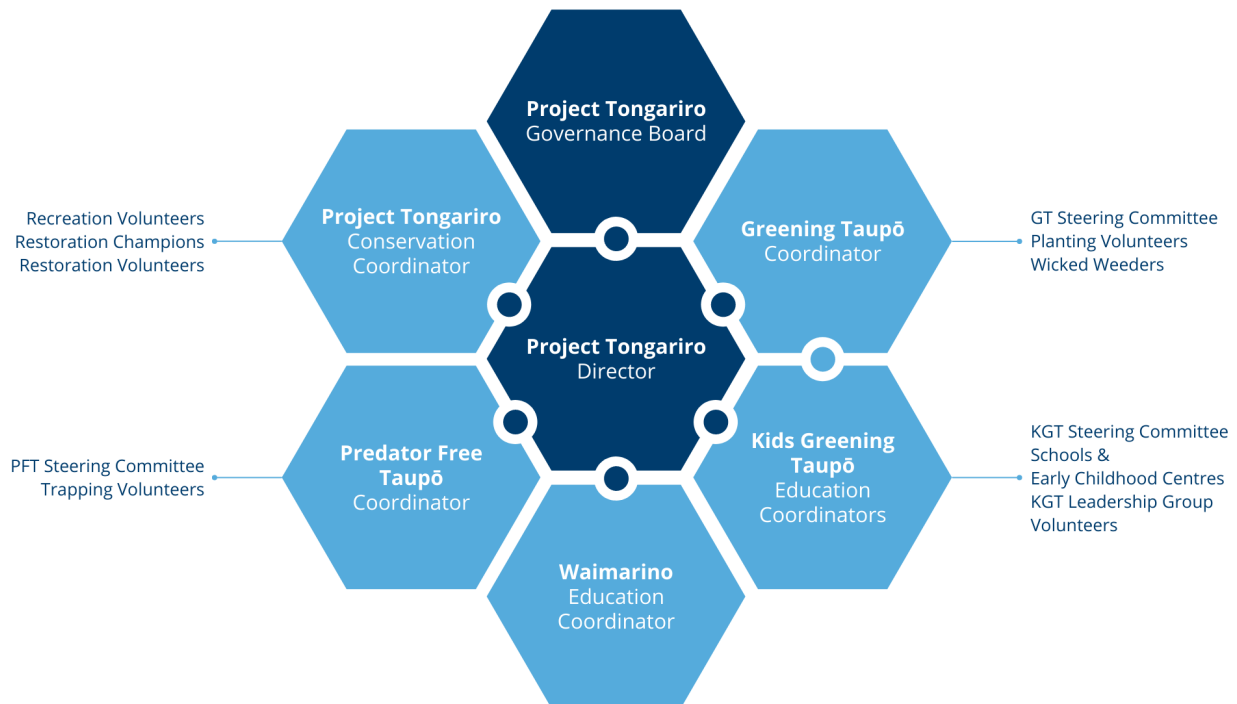 Project Tongariro
Governance Board
Project Tongariro
Conservation
Coordinator
Recreation Volunteers
Restoration Champions
Restoration Volunteers
Greening Taupō
Coordinator
GT Steering Committee
Planting Volunteers
Wicked Weeders
Project Tongariro
Director
Predator Free
Taupō
Coordinator
PFT Steering Committee
Trapping Volunteers
Kids Greening
Taupō
Education
Coordinators
KGT Steering Committee
Schools &
Early Childhood Centres
KGT Leadership Group
Volunteers
Waimarino
Education
Coordinator